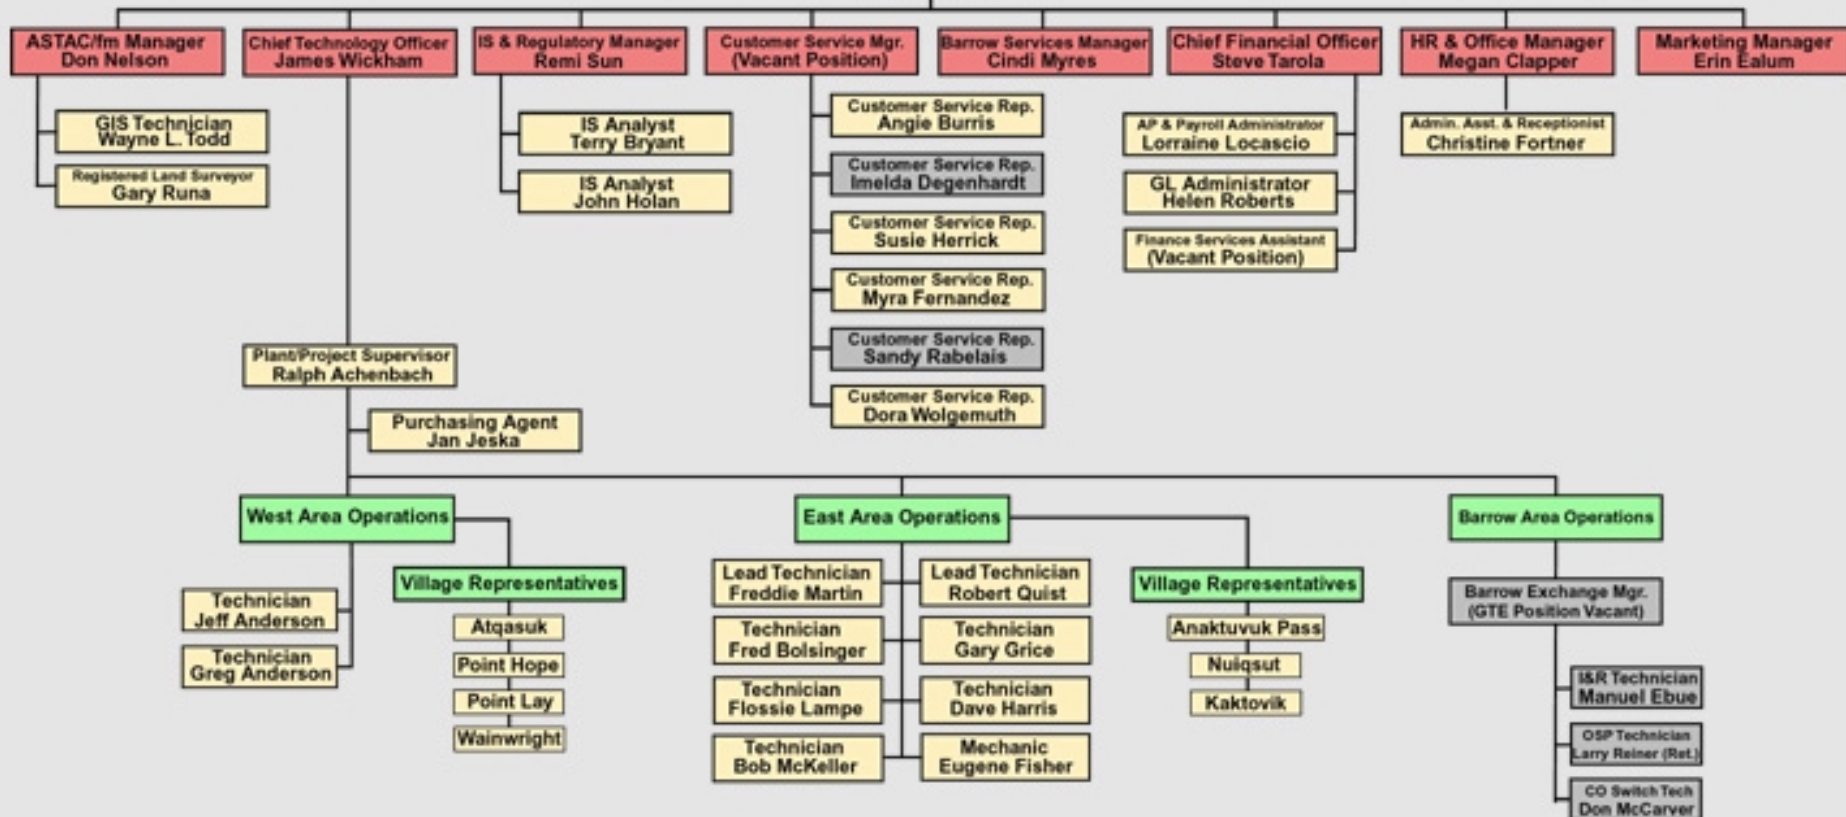 ASTAC/fm Manager
Don Nelson
Chief Technology Officer
James Wickham
IS & Regulatory Manager
Remi Sun
Customer Service Mgr.
(Vacant Position)
Barrow Services Manager
Cindi Myres
Chief Financial Officer
Steve Tarola
HR & Office Manager
Megan Clapper
Marketing Manager
Erin Ealum
GIS Technician
Wayne L. Todd
Registered Land Surveyor
Gary Runa
IS Analyst
Terry Bryant
IS Analyst
John Holan
Customer Service Rep.
Angie Burris
Customer Service Rep.
Imelda Degenhardt
Customer Service Rep.
Susie Herrick
Customer Service Rep.
Myra Fernandez
Customer Service Rep.
Sandy Rabelais
Customer Service Rep.
Dora Wolgemuth
AP & Payroll Administrator
Lorraine Locascio
GL Administrator
Helen Roberts
Finance Services Assistant
(Vacant Position)
Admin. Asst. & Receptionist
Christine Fortner
Plant/Project Supervisor
Ralph Achenbach
Purchasing Agent
Jan Jeska
West Area Operations
Technician
Jeff Anderson
Technician
Greg Anderson
Village Representatives
Atqasuk
Point Hope
Point Lay
Wainwright
East Area Operations
Lead Technician
Freddie Martin
Lead Technician
Robert Quist
Technician
Fred Bolsinger
Technician
Gary Grice
Technician
Flossie Lampe
Technician
Dave Harris
Technician
Bob McKeller
Mechanic
Eugene Fisher
Village Representatives
Anaktuvuk Pass
Nuiqsut
Kaktovik
Barrow Area Operations
Barrow Exchange Mgr.
(GTE Position Vacant)
I&R Technician
Manuel Ebue
OSP Technician
Larry Reiner (Ret.)
CO Switch Tech
Don McCarver